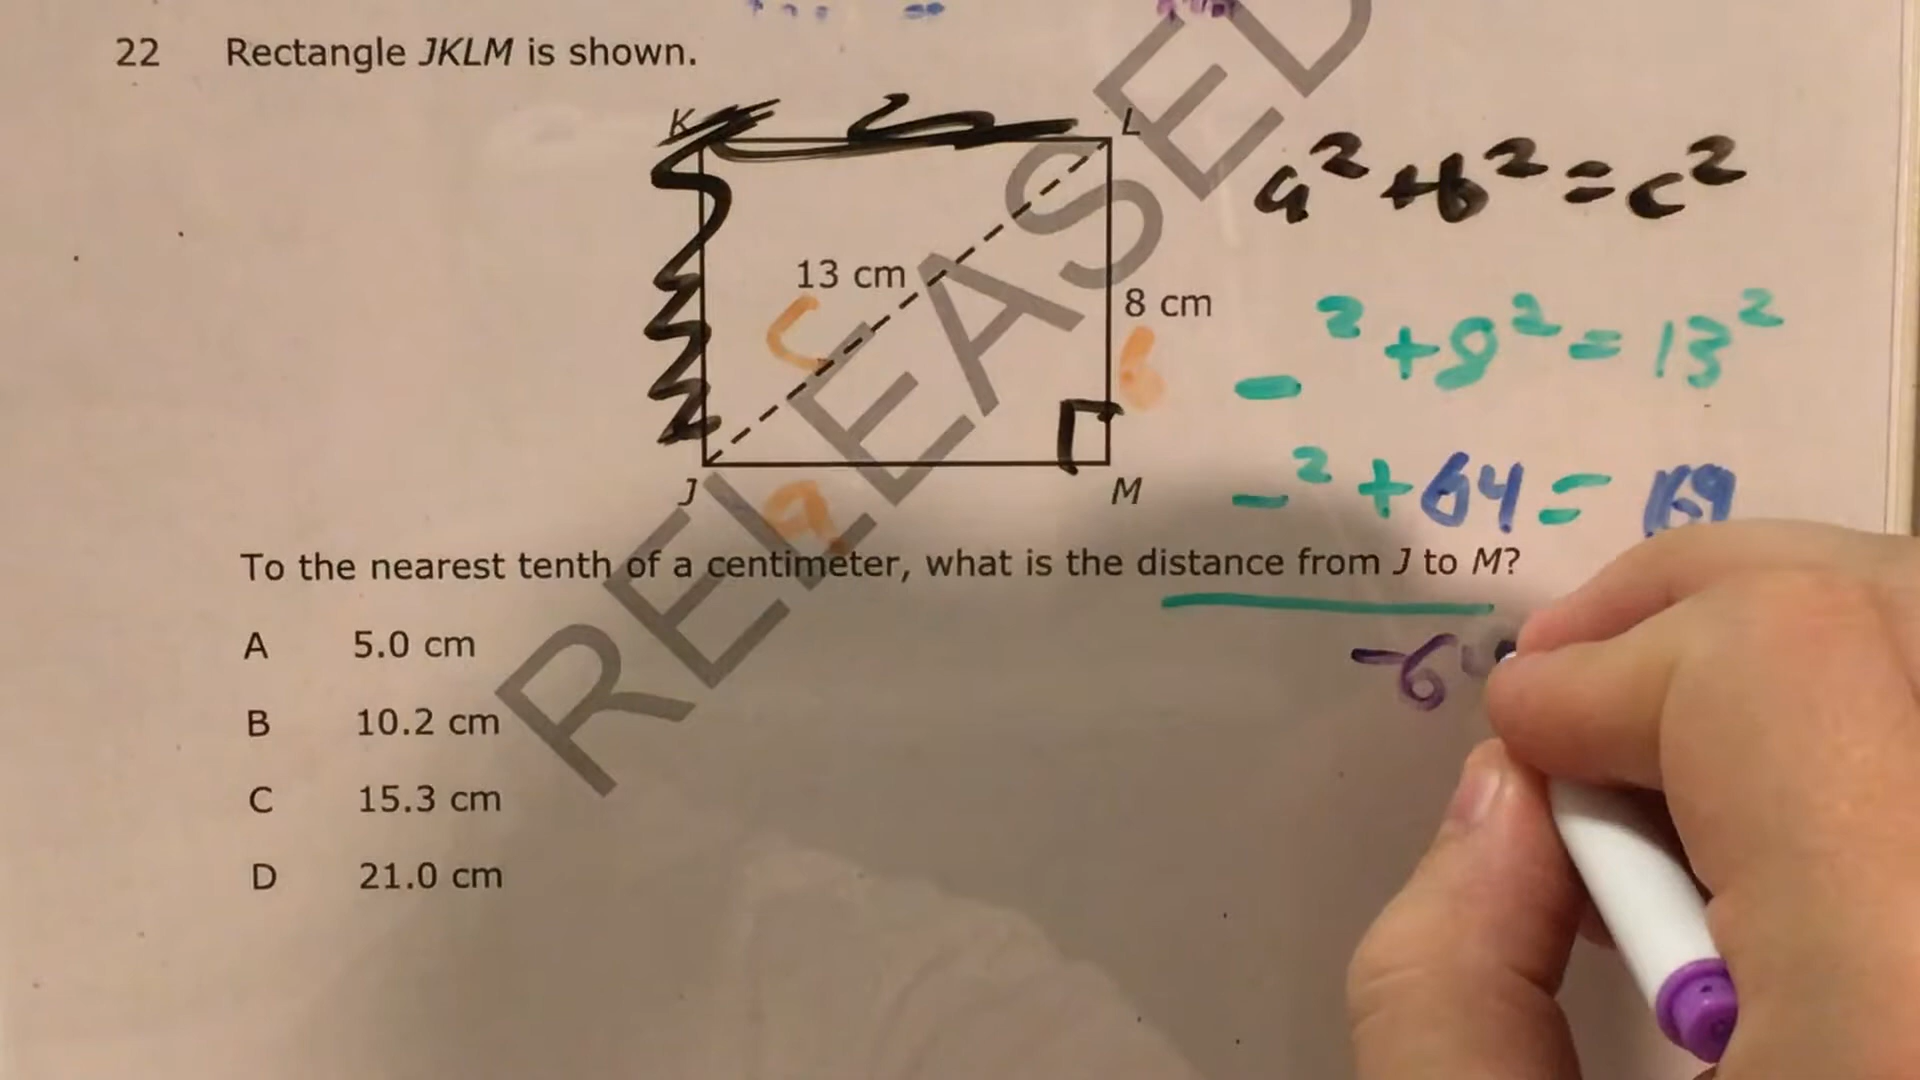 22 Rectangle JKLM is shown.
K
L
a² + b² = c²
13 cm
8 cm
c
b
_² + 8² = 13²
J
M
a
_² + 64 = 169
To the nearest tenth of a centimeter, what is the distance from J to M?
-64
A 5.0 cm
B 10.2 cm
C 15.3 cm
D 21.0 cm
RELEASED